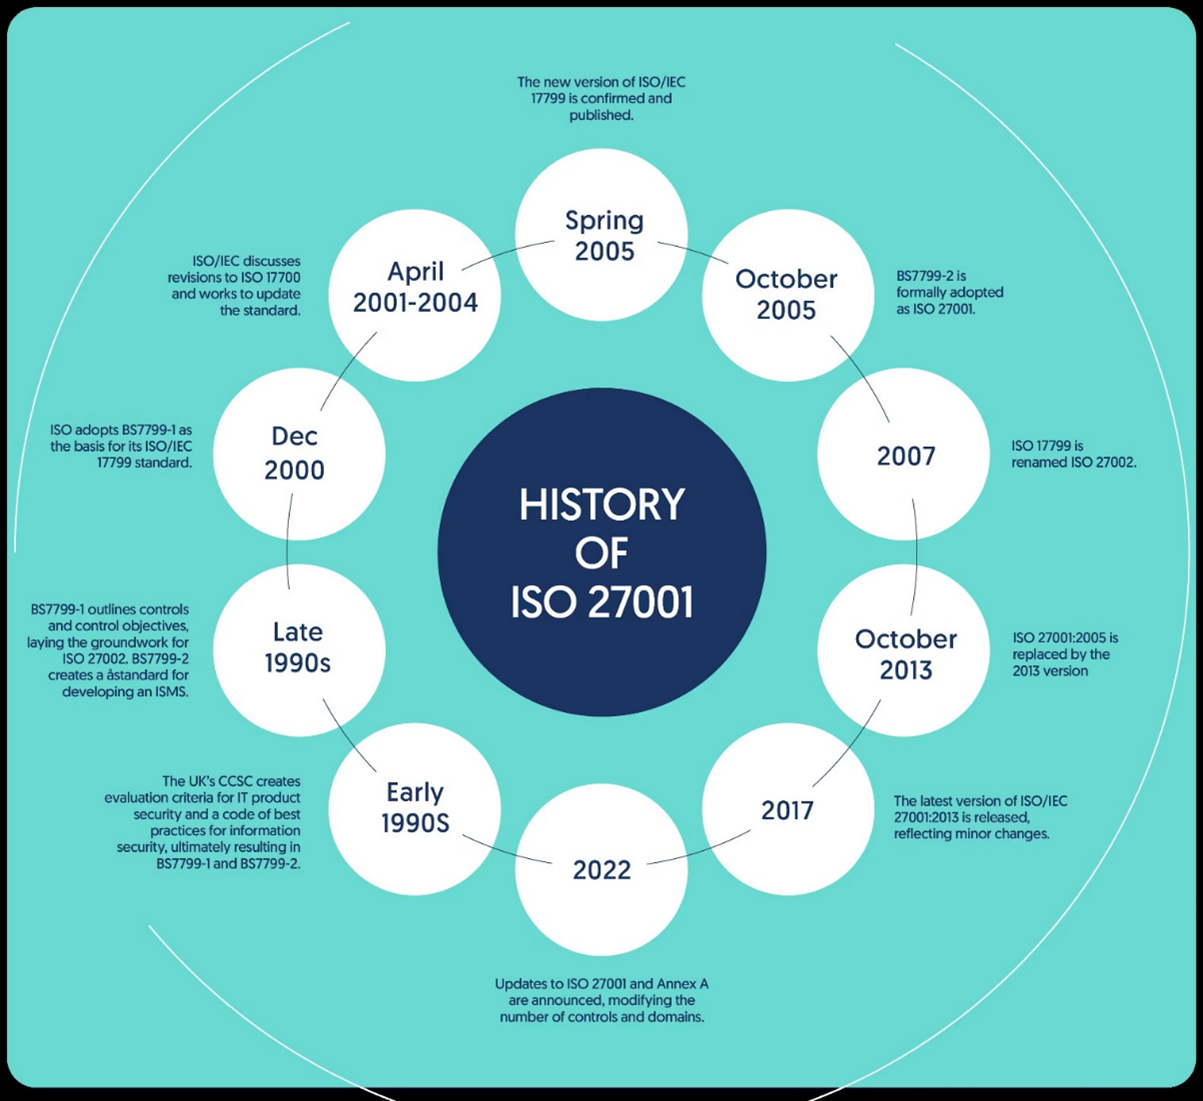 HISTORY
OF
ISO 27001
Early
1990S
The UK's CCSC creates
evaluation criteria for IT product
security and a code of best
practices for information
security, ultimately resulting in
BS7799-1 and BS7799-2.
Late
1990s
BS7799-1 outlines controls
and control objectives,
laying the groundwork for
ISO 27002. BS7799-2
creates a åstandard for
developing an ISMS.
Dec
2000
ISO adopts BS7799-1 as
the basis for its ISO/IEC
17799 standard.
April
2001-2004
ISO/IEC discusses
revisions to ISO 17700
and works to update
the standard.
Spring
2005
The new version of ISO/IEC
17799 is confirmed and
published.
October
2005
BS7799-2 is
formally adopted
as ISO 27001.
2007
ISO 17799 is
renamed ISO 27002.
October
2013
ISO 27001:2005 is
replaced by the
2013 version
2017
The latest version of ISO/IEC
27001:2013 is released,
reflecting minor changes.
2022
Updates to ISO 27001 and Annex A
are announced, modifying the
number of controls and domains.